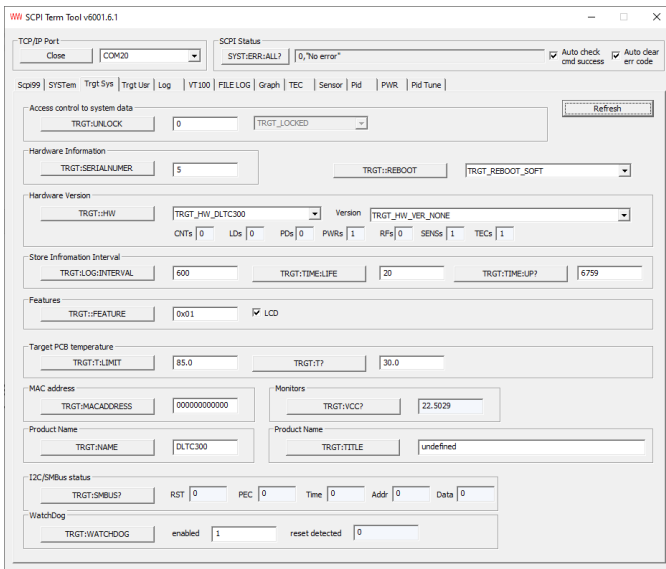 WW SCPI Term Tool v6001.6.1
TCP/IP Port
SCPI Status
Close COM20 SYST:ERR:ALL? 0,"No error" Auto check cmd success Auto clear err code
Scpi99 SYSTem Trgt Sys Trgt Usr Log VT100 FILE LOG Graph TEC Sensor Pid PWR Pid Tune
Access control to system data
TRGT:UNLOCK 0 TRGT_LOCKED Refresh
Hardware Information
TRGT:SERIALNUMER 5 TRGT::REBOOT TRGT_REBOOT_SOFT
Hardware Version
TRGT::HW TRGT_HW_DLTC300 Version TRGT_HW_VER_NONE
CNTs 0 LDs 0 PDs 0 PWRs 1 RFs 0 SENSs 1 TECs 1
Store Infromation Interval
TRGT:LOG:INTERVAL 600 TRGT:TIME:LIFE 20 TRGT:TIME:UP? 6759
Features
TRGT::FEATURE 0x01 LCD
Target PCB temperature
TRGT:T:LIMIT 85.0 TRGT:T? 30.0
MAC address Monitors
TRGT:MACADDRESS 000000000000 TRGT:VCC? 22.5029
Product Name Product Name
TRGT:NAME DLTC300 TRGT:TITLE undefined
I2C/SMBus status
TRGT:SMBUS? RST 0 PEC 0 Time 0 Addr 0 Data 0
WatchDog
TRGT:WATCHDOG enabled 1 reset detected 0